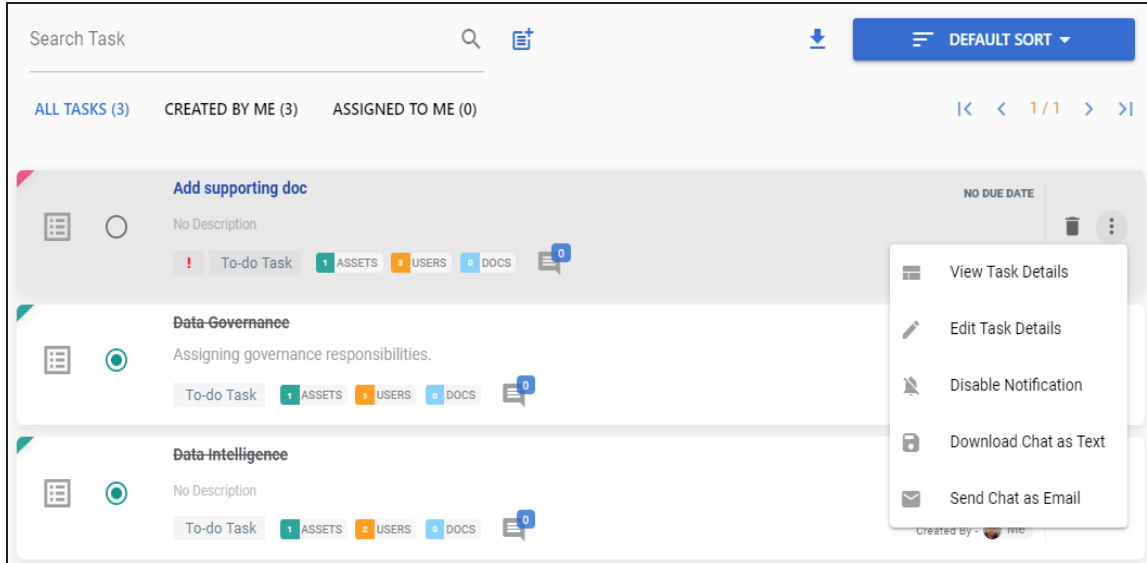 Search Task
DEFAULT SORT
ALL TASKS (3) CREATED BY ME (3) ASSIGNED TO ME (0) 1 / 1
Add supporting doc
NO DUE DATE
No Description
! To-do Task 1 ASSETS 3 USERS 0 DOCS 0
View Task Details
Edit Task Details
Disable Notification
Download Chat as Text
Send Chat as Email
Data Governance
Assigning governance responsibilities.
To-do Task 1 ASSETS 1 USERS 0 DOCS 0
Data Intelligence
No Description
To-do Task 1 ASSETS 2 USERS 0 DOCS 0
Created By - Me